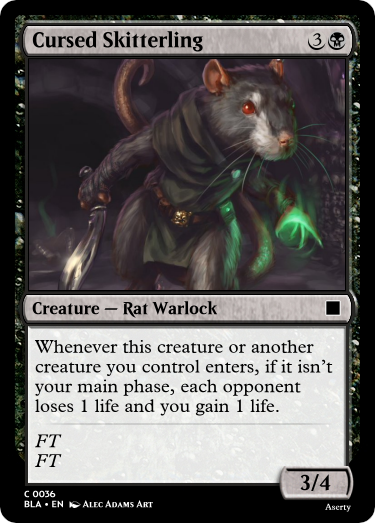 Cursed Skitterling 3
Creature — Rat Warlock
Whenever this creature or another
creature you control enters, if it isn't
your main phase, each opponent
loses 1 life and you gain 1 life.
FT
FT
3/4
C 0036
BLA • EN Alec Adams Art
Aserty